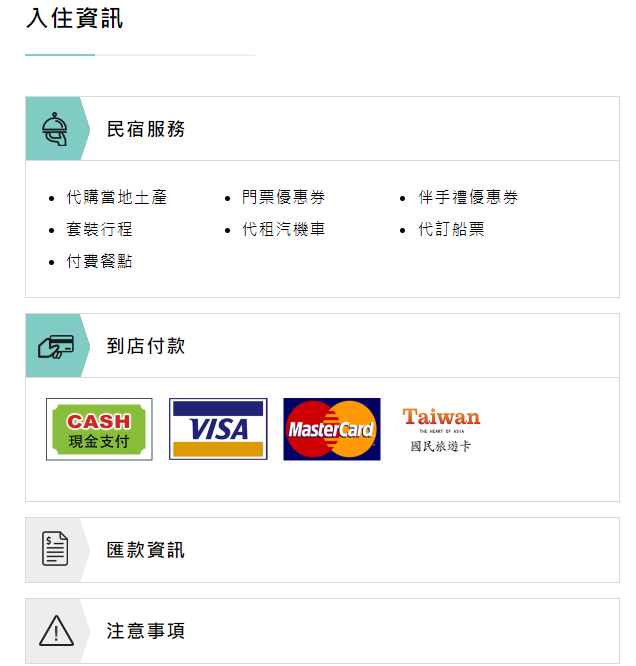 入住資訊
民宿服務
代購當地土產
門票優惠券
伴手禮優惠券
套裝行程
代租汽機車
代訂船票
付費餐點
到店付款
CASH
現金支付
VISA
MasterCard
Taiwan
THE HEART OF ASIA
國民旅遊卡
匯款資訊
注意事項